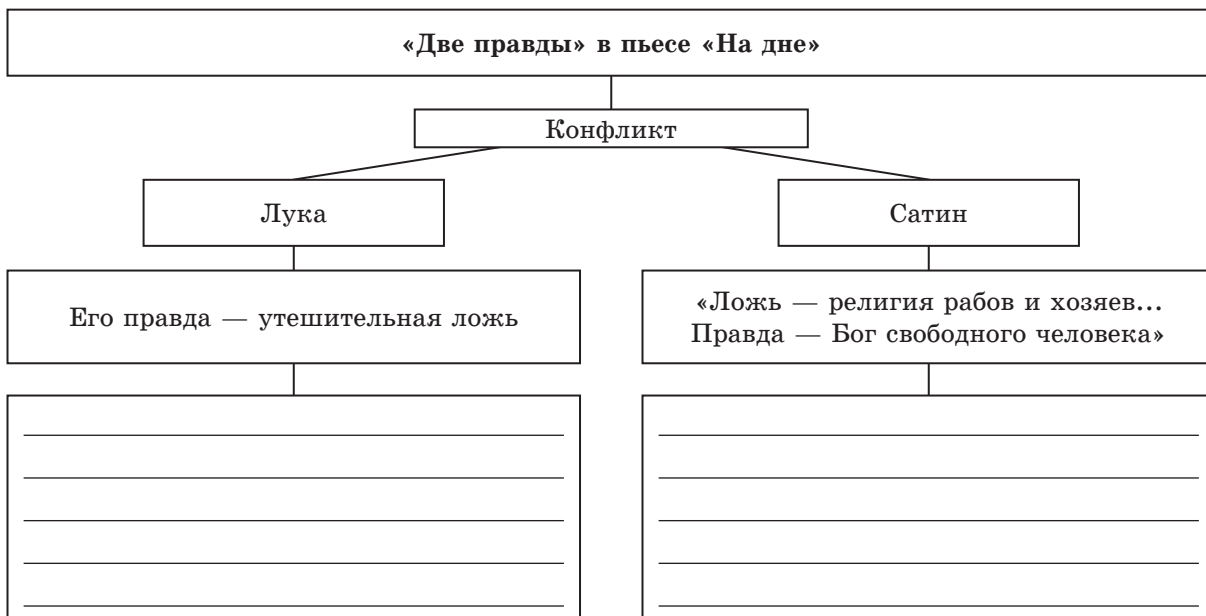 «Две правды» в пьесе «На дне»
Конфликт
Лука
Сатин
Его правда — утешительная ложь
«Ложь — религия рабов и хозяев...
Правда — Бог свободного человека»